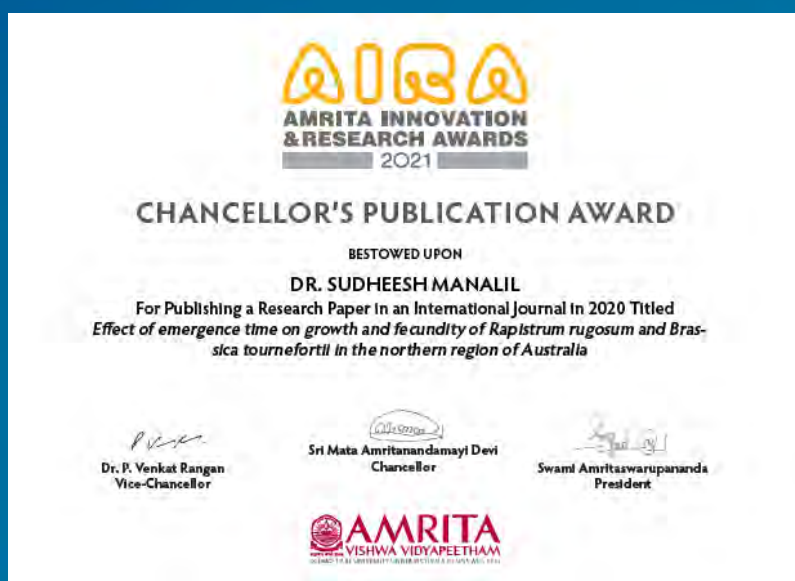 AIRA
AMRITA INNOVATION
& RESEARCH AWARDS
2021
CHANCELLOR'S PUBLICATION AWARD
BESTOWED UPON
DR. SUDHEESH MANALIL
For Publishing a Research Paper in an International Journal in 2020 Titled
Effect of emergence time on growth and fecundity of Rapistrum rugosum and Bras-
sica tournefortii in the northern region of Australia
Dr. P. Venkat Rangan
Vice-Chancellor
Sri Mata Amritanandamayi Devi
Chancellor
Swami Amritaswarupananda
President
AMRITA
VISHWA VIDYAPEETHAM